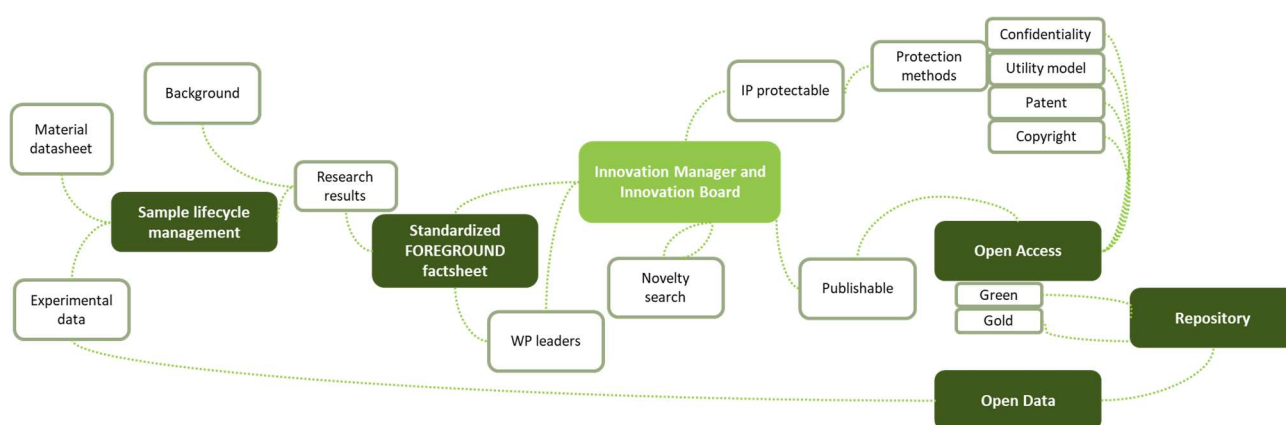 Background
Material
datasheet
Sample lifecycle
management
Experimental
data
Research
results
Standardized
FOREGROUND
factsheet
WP leaders
Innovation Manager and
Innovation Board
Novelty
search
IP protectable
Protection
methods
Confidentiality
Utility model
Patent
Copyright
Publishable
Open Access
Green
Gold
Repository
Open Data